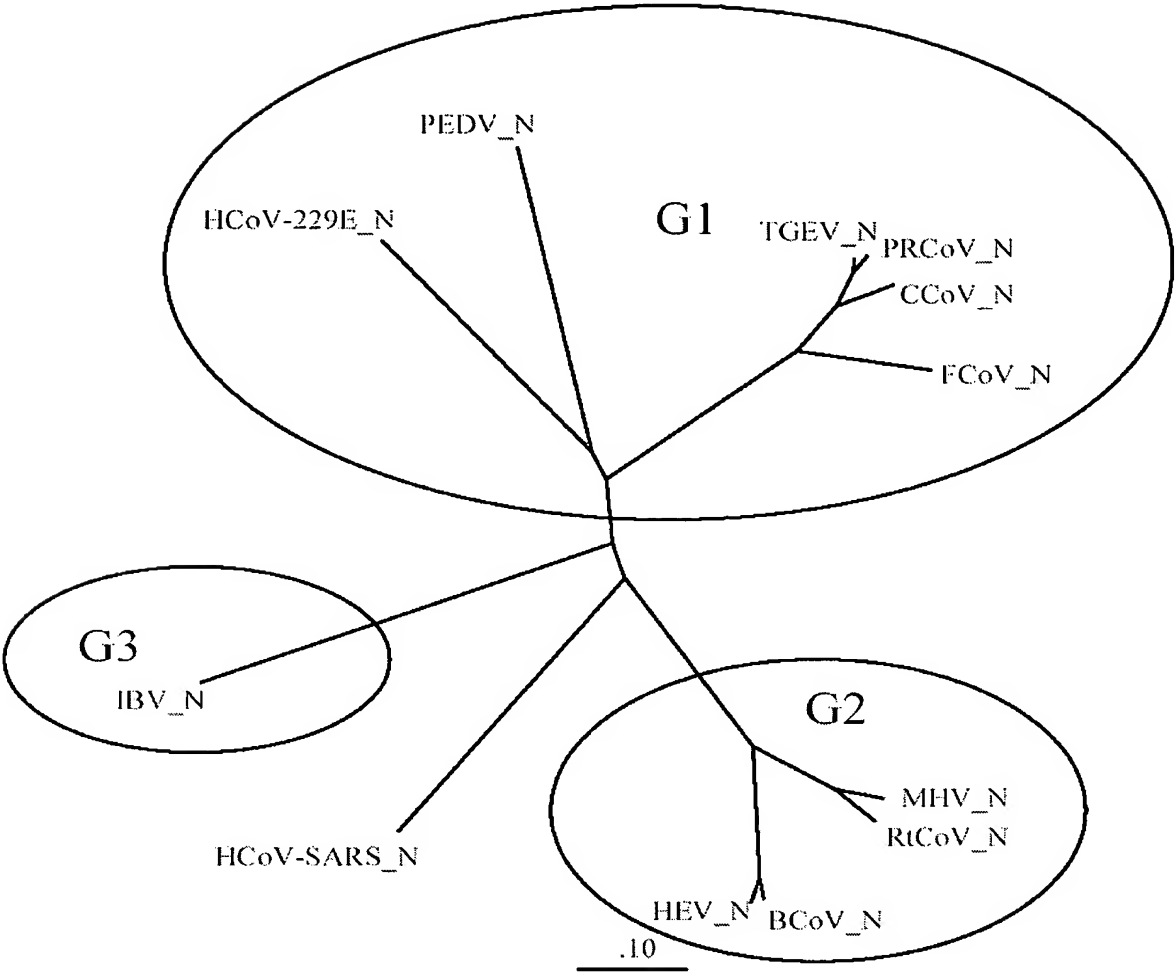 PEDV_N
HCoV-229E_N
G1
TGEV_N
PRCoV_N
CCoV_N
FCoV_N
G3
IBV_N
G2
MHV_N
RtCoV_N
HCoV-SARS_N
HEV_N
BCoV_N
.10